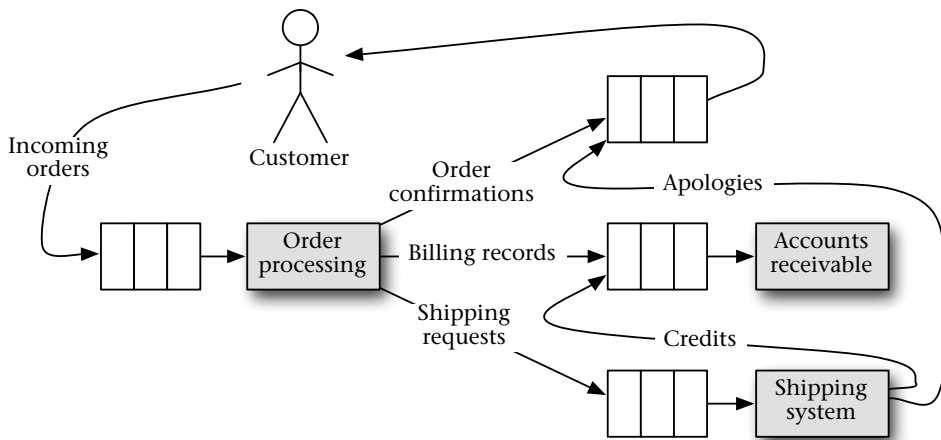 Customer
Incoming
orders
Order
confirmations
Apologies
Order
processing
Billing records
Accounts
receivable
Shipping
requests
Credits
Shipping
system